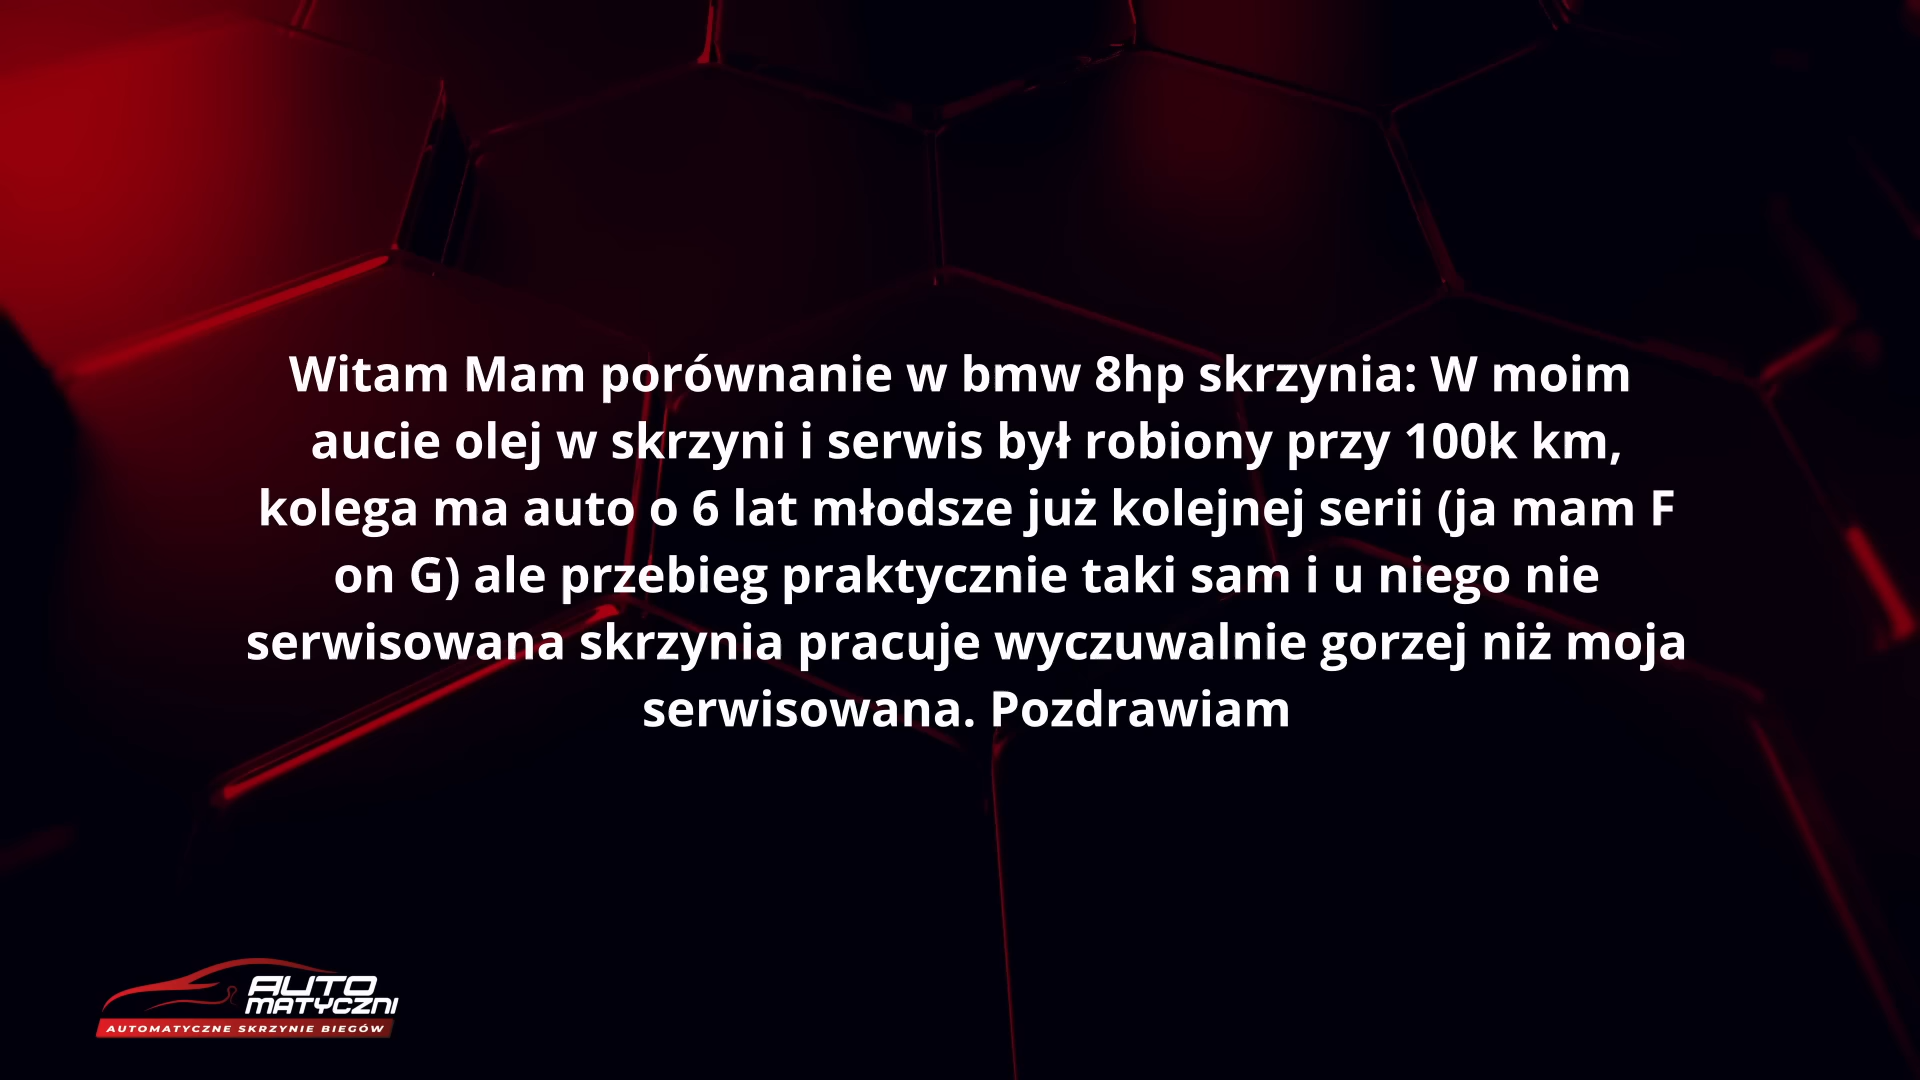 Witam Mam porównanie w bmw 8hp skrzynia: W moim
aucie olej w skrzyni i serwis był robiony przy 100k km,
kolega ma auto o 6 lat młodsze już kolejnej serii (ja mam F
on G) ale przebieg praktycznie taki sam i u niego nie
serwisowana skrzynia pracuje wyczuwalnie gorzej niż moja
serwisowana. Pozdrawiam
AUTO
MATYCZNI
AUTOMATYCZNE SKRZYNIE BIEGÓW